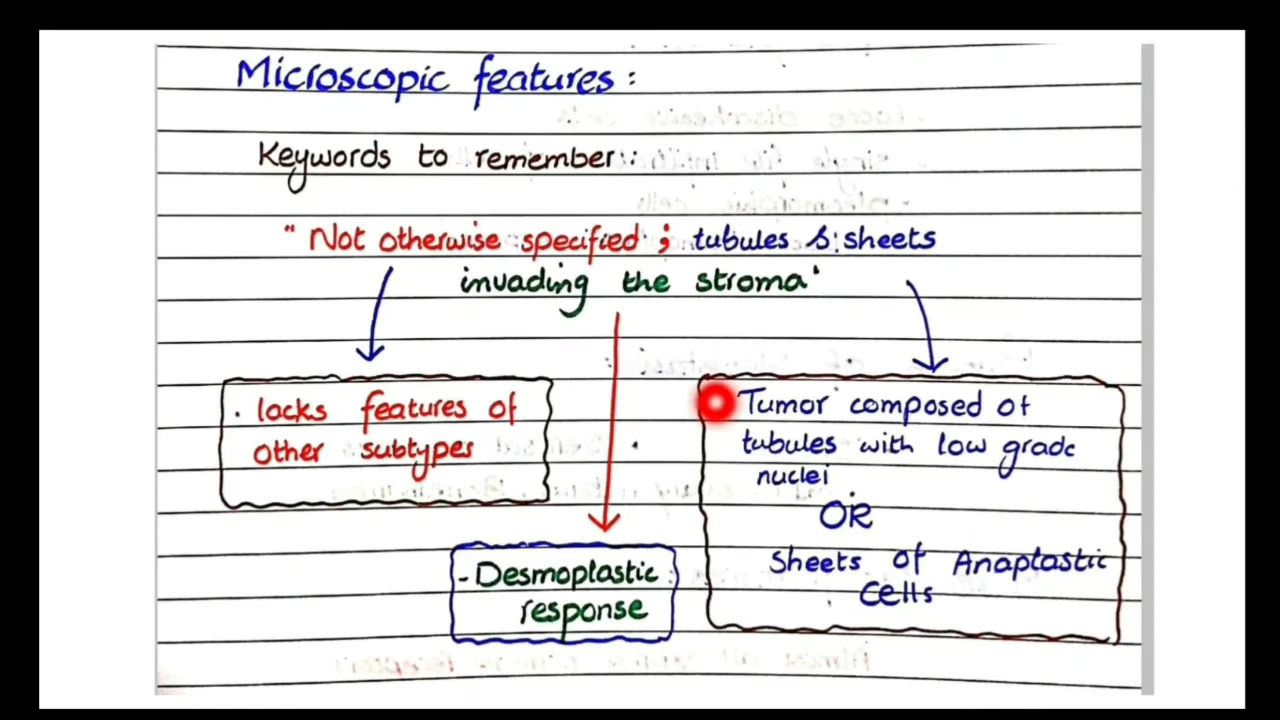 Microscopic features:
Keywords to remember:
"Not otherwise specified ; tubules & sheets
invading the stroma"
. lacks features of
other subtypes
Tumor composed of
tubules with low grade
nuclei
OR
Sheets of Anaplastic
cells
- Desmoplastic
response